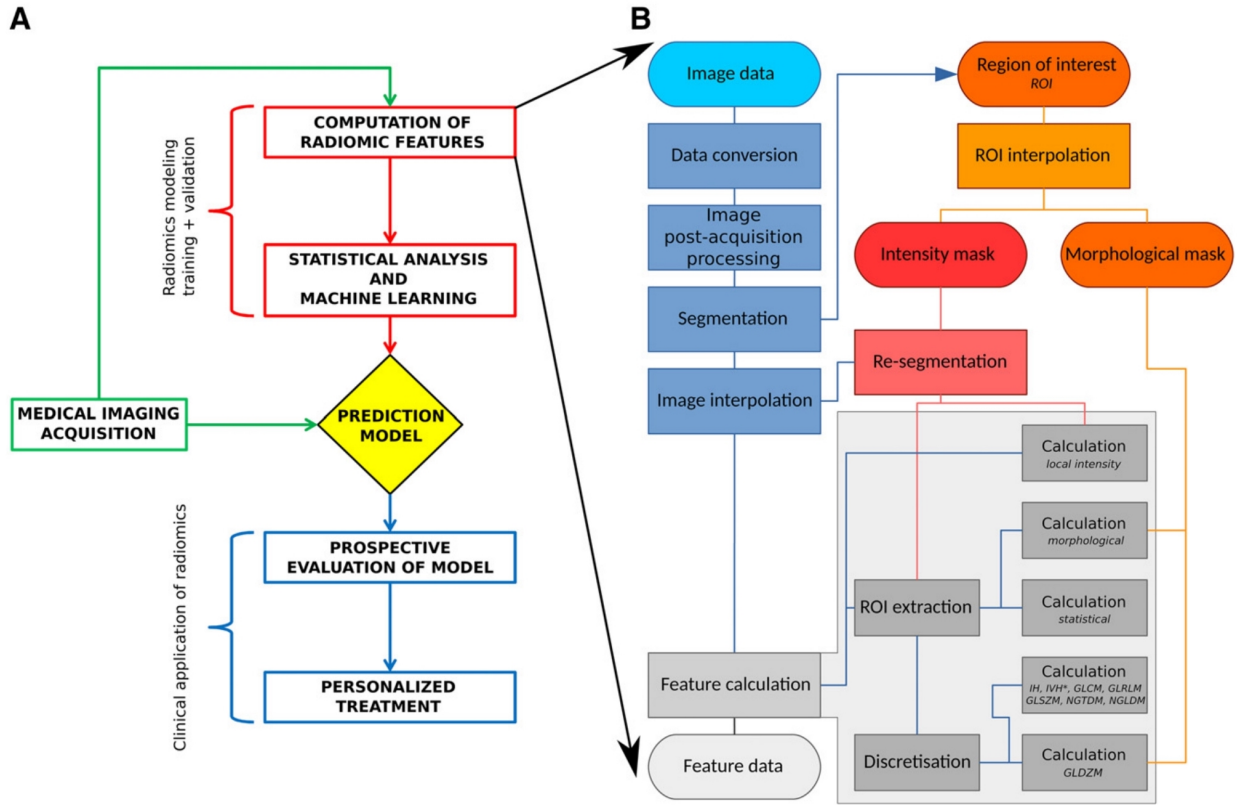 A
COMPUTATION OF
RADIOMIC FEATURES
Radiomics modeling
training + validation
STATISTICAL ANALYSIS
AND
MACHINE LEARNING
MEDICAL IMAGING
ACQUISITION
PREDICTION
MODEL
Clinical application of radiomics
PROSPECTIVE
EVALUATION OF MODEL
PERSONALIZED
TREATMENT
B
Image data
Data conversion
Image
post-acquisition
processing
Segmentation
Image interpolation
Feature calculation
Feature data
Region of interest
ROI
ROI interpolation
Intensity mask
Morphological mask
Re-segmentation
Calculation
local intensity
Calculation
morphological
ROI extraction
Calculation
statistical
Calculation
IH, IVH*, GLCM, GLRLM
GLSZM, NGTDM, NGLDM
Discretisation
Calculation
GLDZM